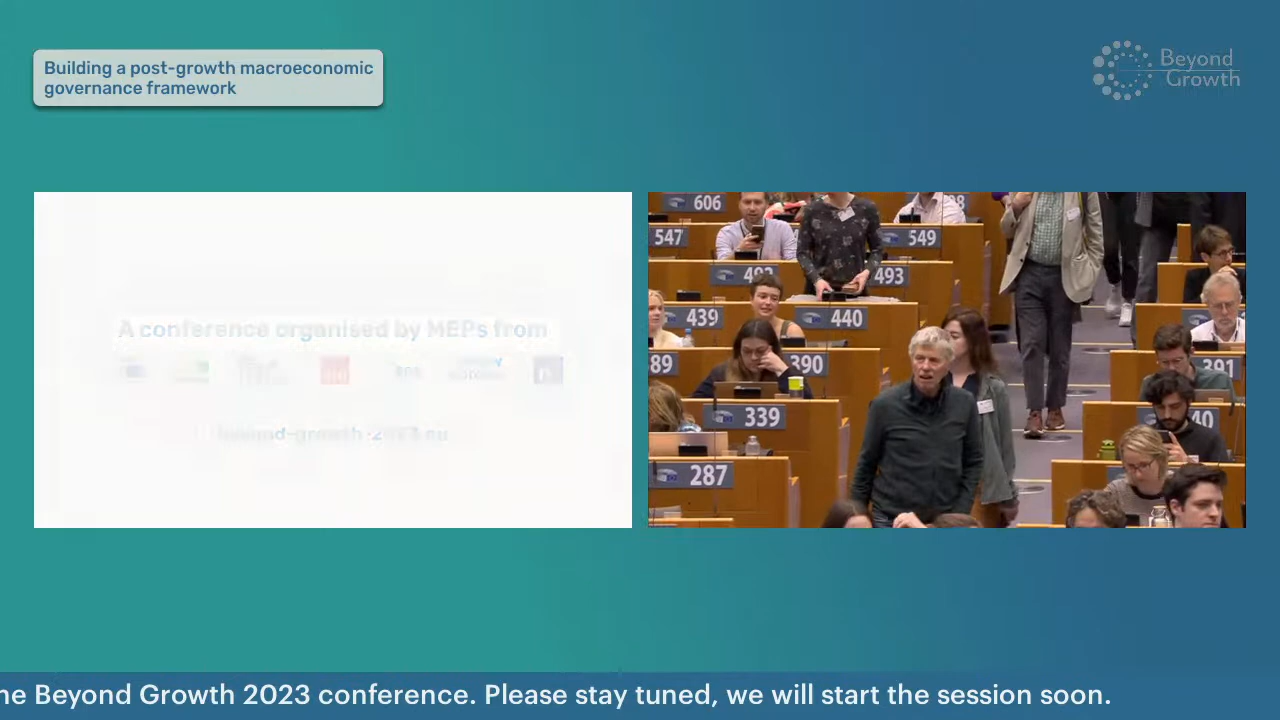 Building a post-growth macroeconomic
governance framework
Beyond
Growth
A conference organised by MEPs from
606
547
549
493
439
440
390
391
339
287
he Beyond Growth 2023 conference. Please stay tuned, we will start the session soon.